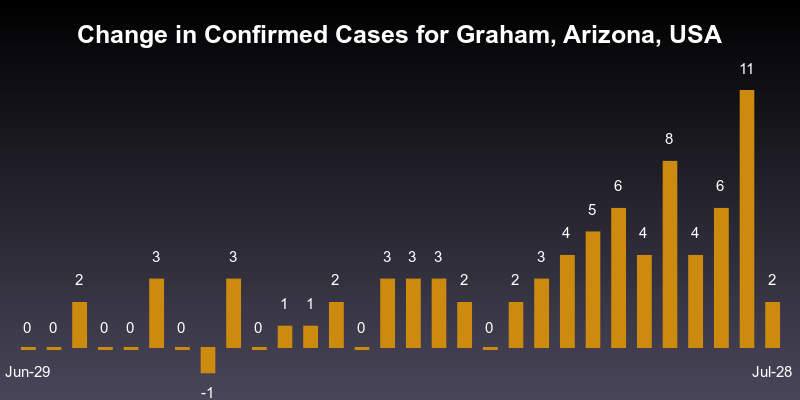 Change in Confirmed Cases for Graham, Arizona, USA
0 0 2 0 0 3 0 -1 3 0 1 1 2 0 3 3 3 2 0 2 3 4 5 6 4 8 4 6 11 2
Jun-29 Jul-28